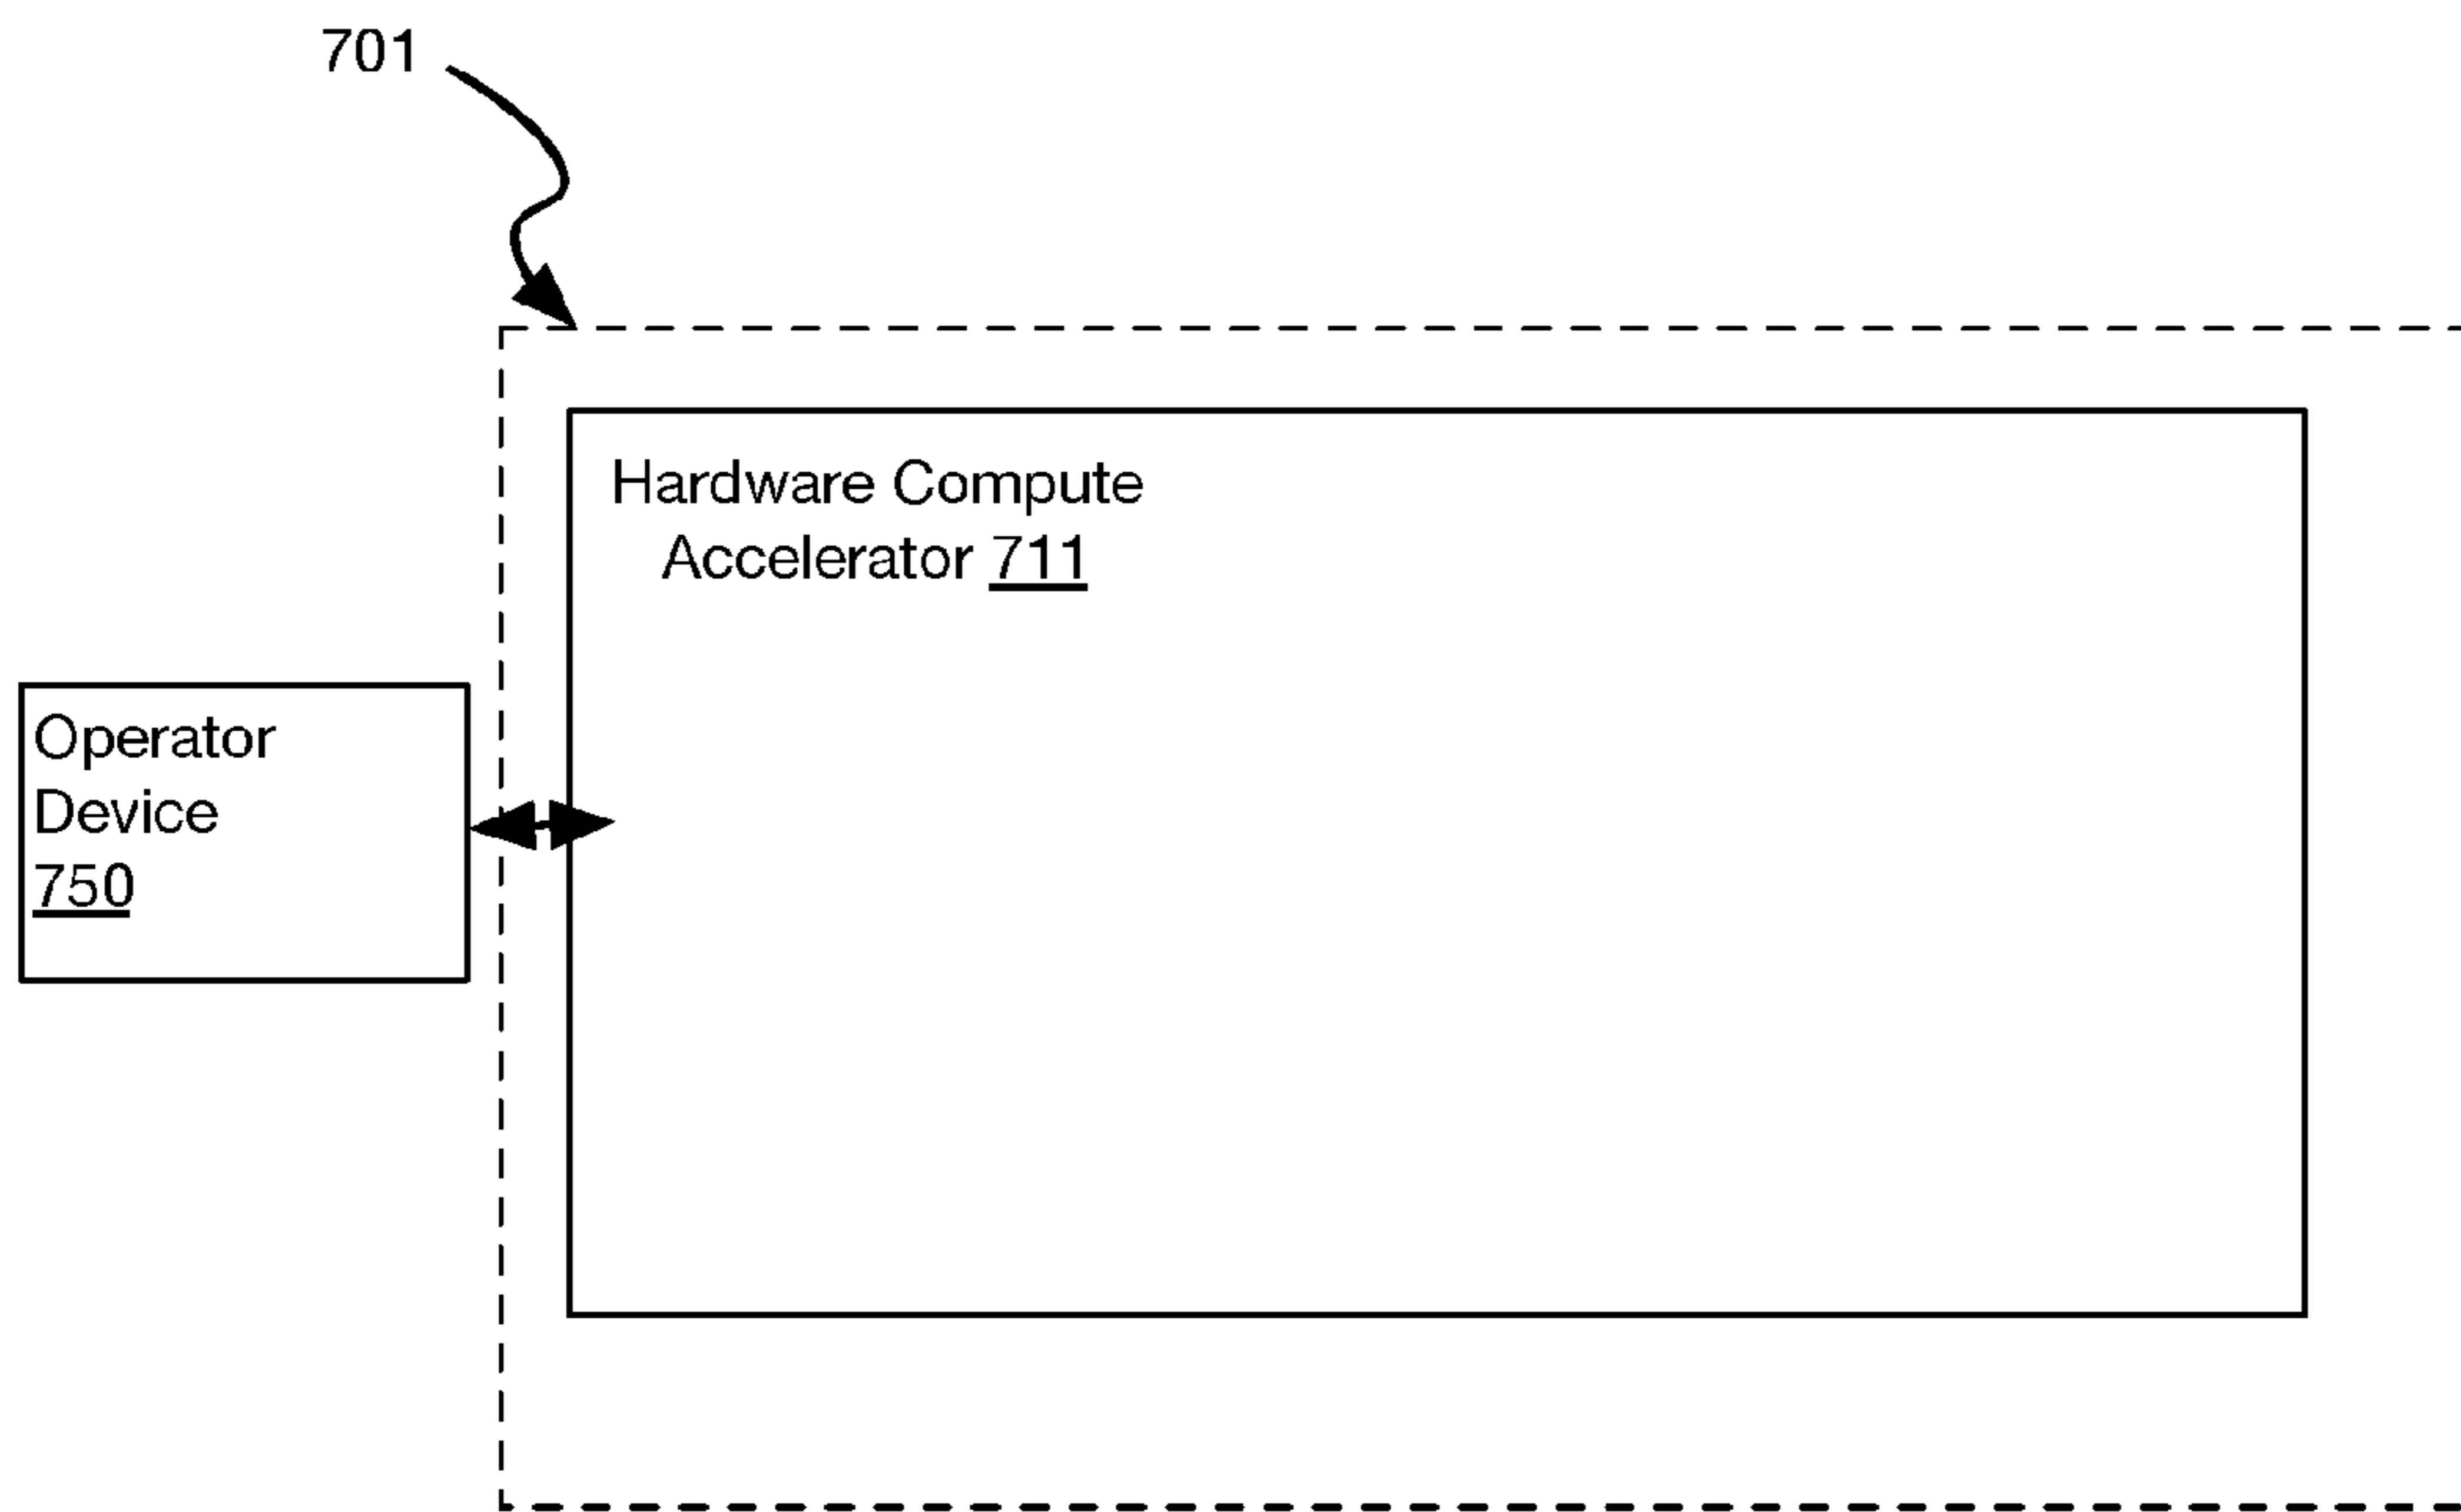 701
Hardware Compute
Accelerator 711
Operator
Device
750